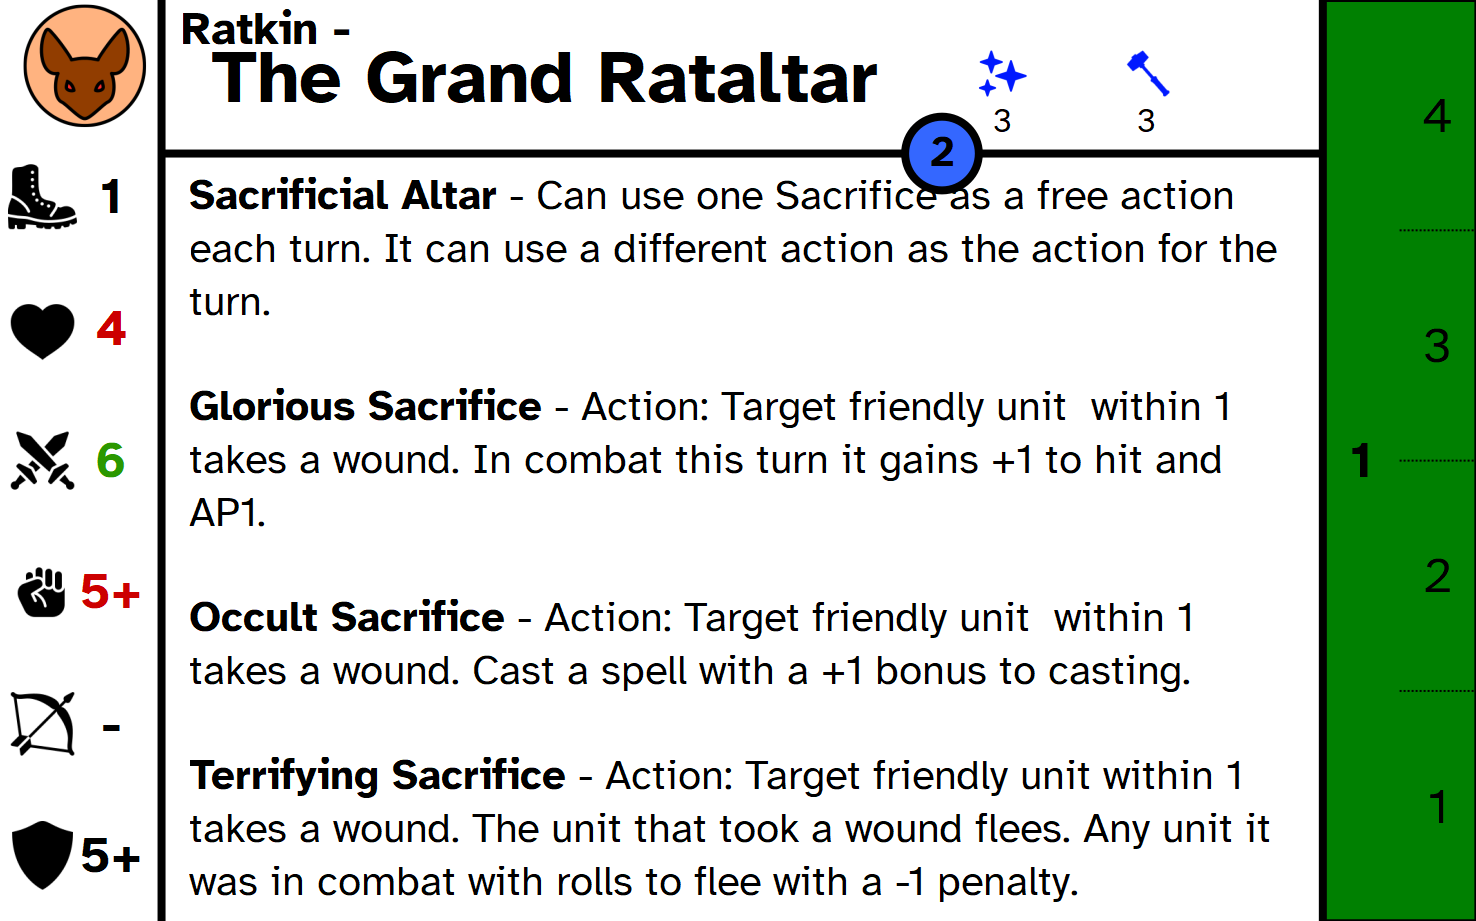 Ratkin -
The Grand Rataltar
3
3
2
1
4
6
5+
-
5+
Sacrificial Altar - Can use one Sacrifice as a free action
each turn. It can use a different action as the action for the
turn.
Glorious Sacrifice - Action: Target friendly unit  within 1
takes a wound. In combat this turn it gains +1 to hit and
AP1.
Occult Sacrifice - Action: Target friendly unit  within 1
takes a wound. Cast a spell with a +1 bonus to casting.
Terrifying Sacrifice - Action: Target friendly unit within 1
takes a wound. The unit that took a wound flees. Any unit it
was in combat with rolls to flee with a -1 penalty.
4
3
1
2
1